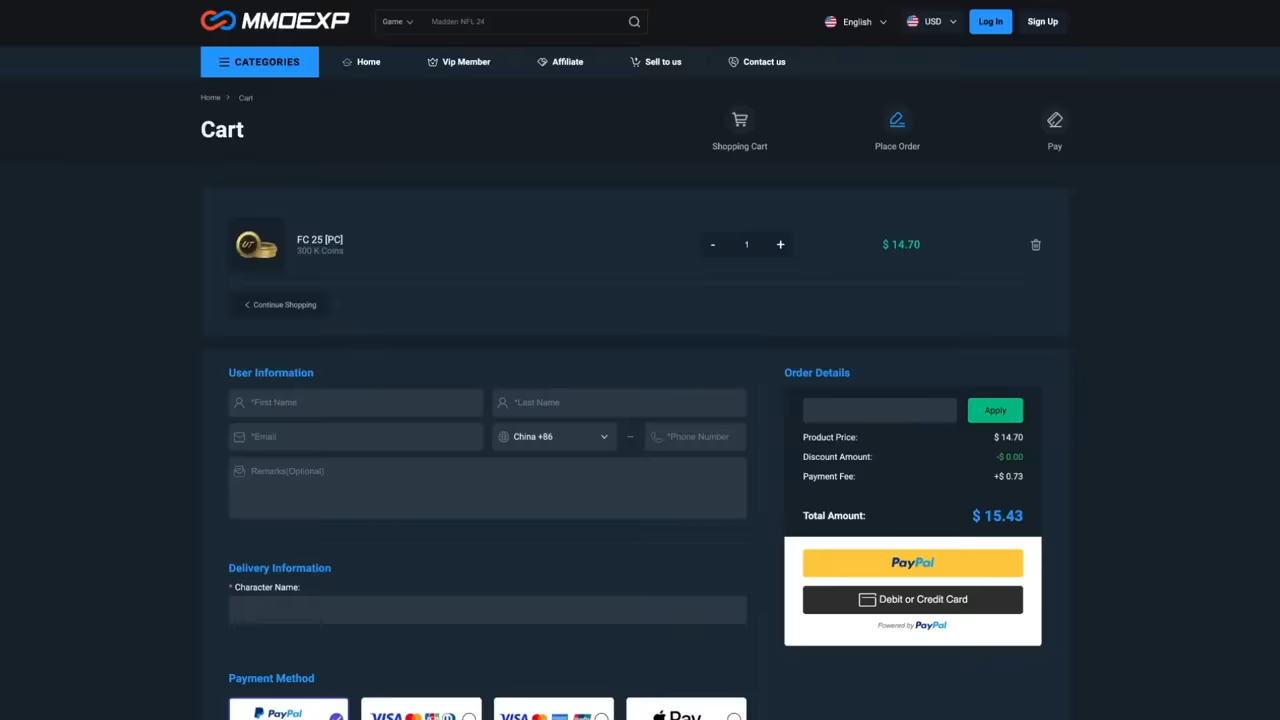 MMOEXP
Game
Madden NFL 24
English
USD
Log In
Sign Up
CATEGORIES
Home
Vip Member
Affiliate
Sell to us
Contact us
Home > Cart
Cart
Shopping Cart
Place Order
Pay
UT
FC 25 [PC]
300 K Coins
- 1 +
$ 14.70
< Continue Shopping
User Information
*First Name
*Last Name
*Email
China +86
–
*Phone Number
Remarks(Optional)
Delivery Information
* Character Name:
Payment Method
PayPal
VISA
VISA
Pay
Order Details
Apply
Product Price: $ 14.70
Discount Amount: -$ 0.00
Payment Fee: +$ 0.73
Total Amount: $ 15.43
PayPal
Debit or Credit Card
Powered by PayPal